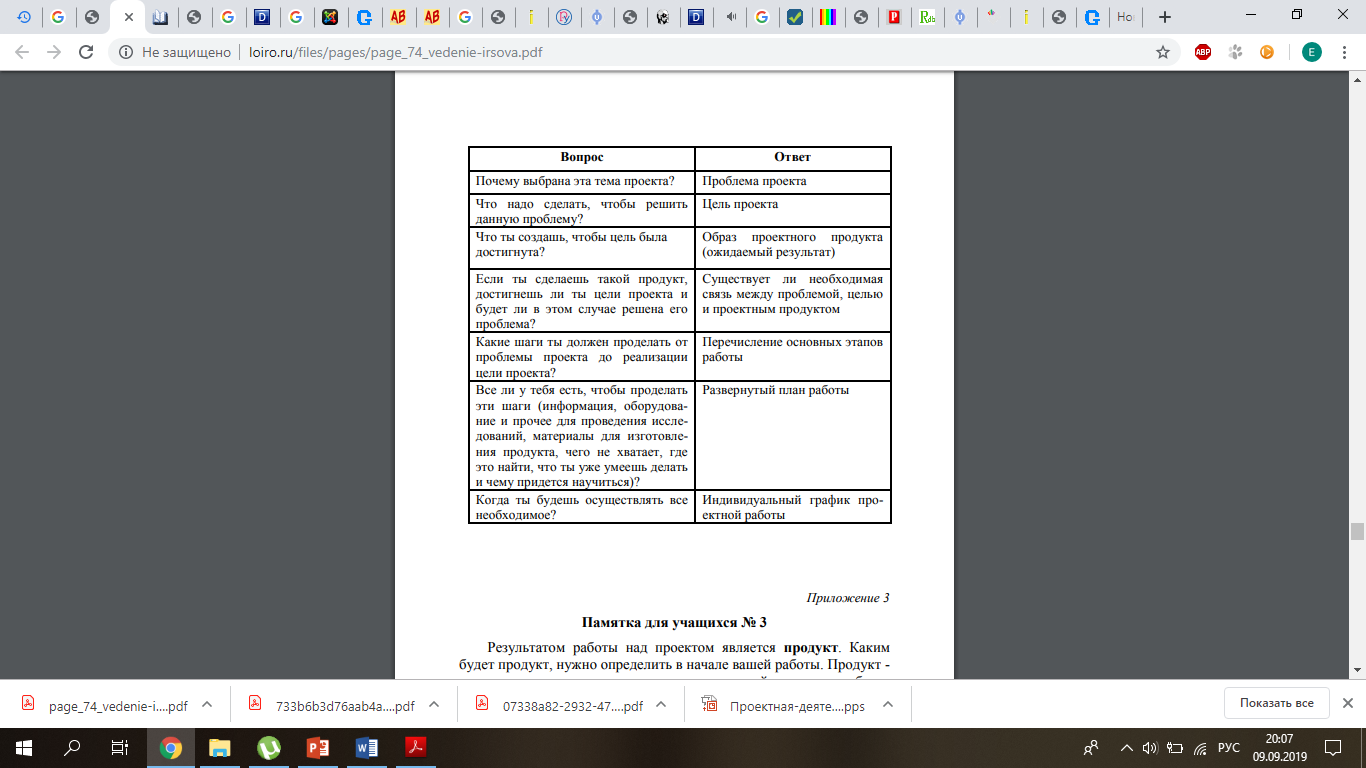 Но
Не защищено
loiro.ru/files/pages/page_74_vedenie-irsova.pdf
ABP
E
Вопрос
Ответ
Почему выбрана эта тема проекта?
Проблема проекта
Что надо сделать, чтобы решить
данную проблему?
Цель проекта
Что ты создашь, чтобы цель была
достигнута?
Образ проектного продукта
(ожидаемый результат)
Если ты сделаешь такой продукт,
достигнешь ли ты цели проекта и
будет ли в этом случае решена его
проблема?
Существует ли необходимая
связь между проблемой, целью
и проектным продуктом
Какие шаги ты должен проделать от
проблемы проекта до реализации
цели проекта?
Перечисление основных этапов
работы
Все ли у тебя есть, чтобы проделать
эти шаги (информация, оборудова-
ние и прочее для проведения иссле-
дований, материалы для изготовле-
ния продукта, чего не хватает, где
это найти, что ты уже умеешь делать
и чему придется научиться)?
Развернутый план работы
Когда ты будешь осуществлять все
необходимое?
Индивидуальный график про-
ектной работы
Приложение 3
Памятка для учащихся № 3
Результатом работы над проектом является продукт. Каким
будет продукт, нужно определить в начале вашей работы. Продукт -
page_74_vedenie-i....pdf
733b6b3d76aab4a....pdf
07338a82-2932-47....pdf
Проектная-деяте....pps
Показать все
РУС
20:07
09.09.2019